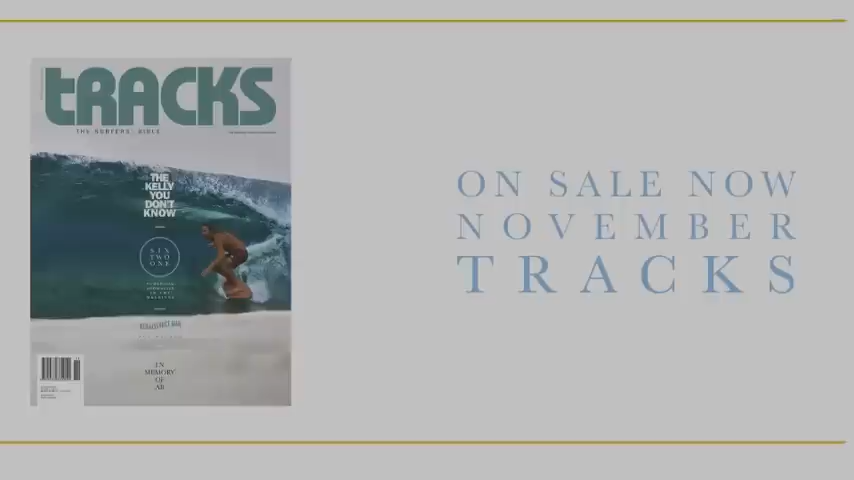 tRACKS
THE SURFERS' BIBLE
THE
KELLY
YOU
DON'T
KNOW
SIX
TWO
ONE
IN
MEMORY
OF
AB
ON SALE NOW
NOVEMBER
TRACKS